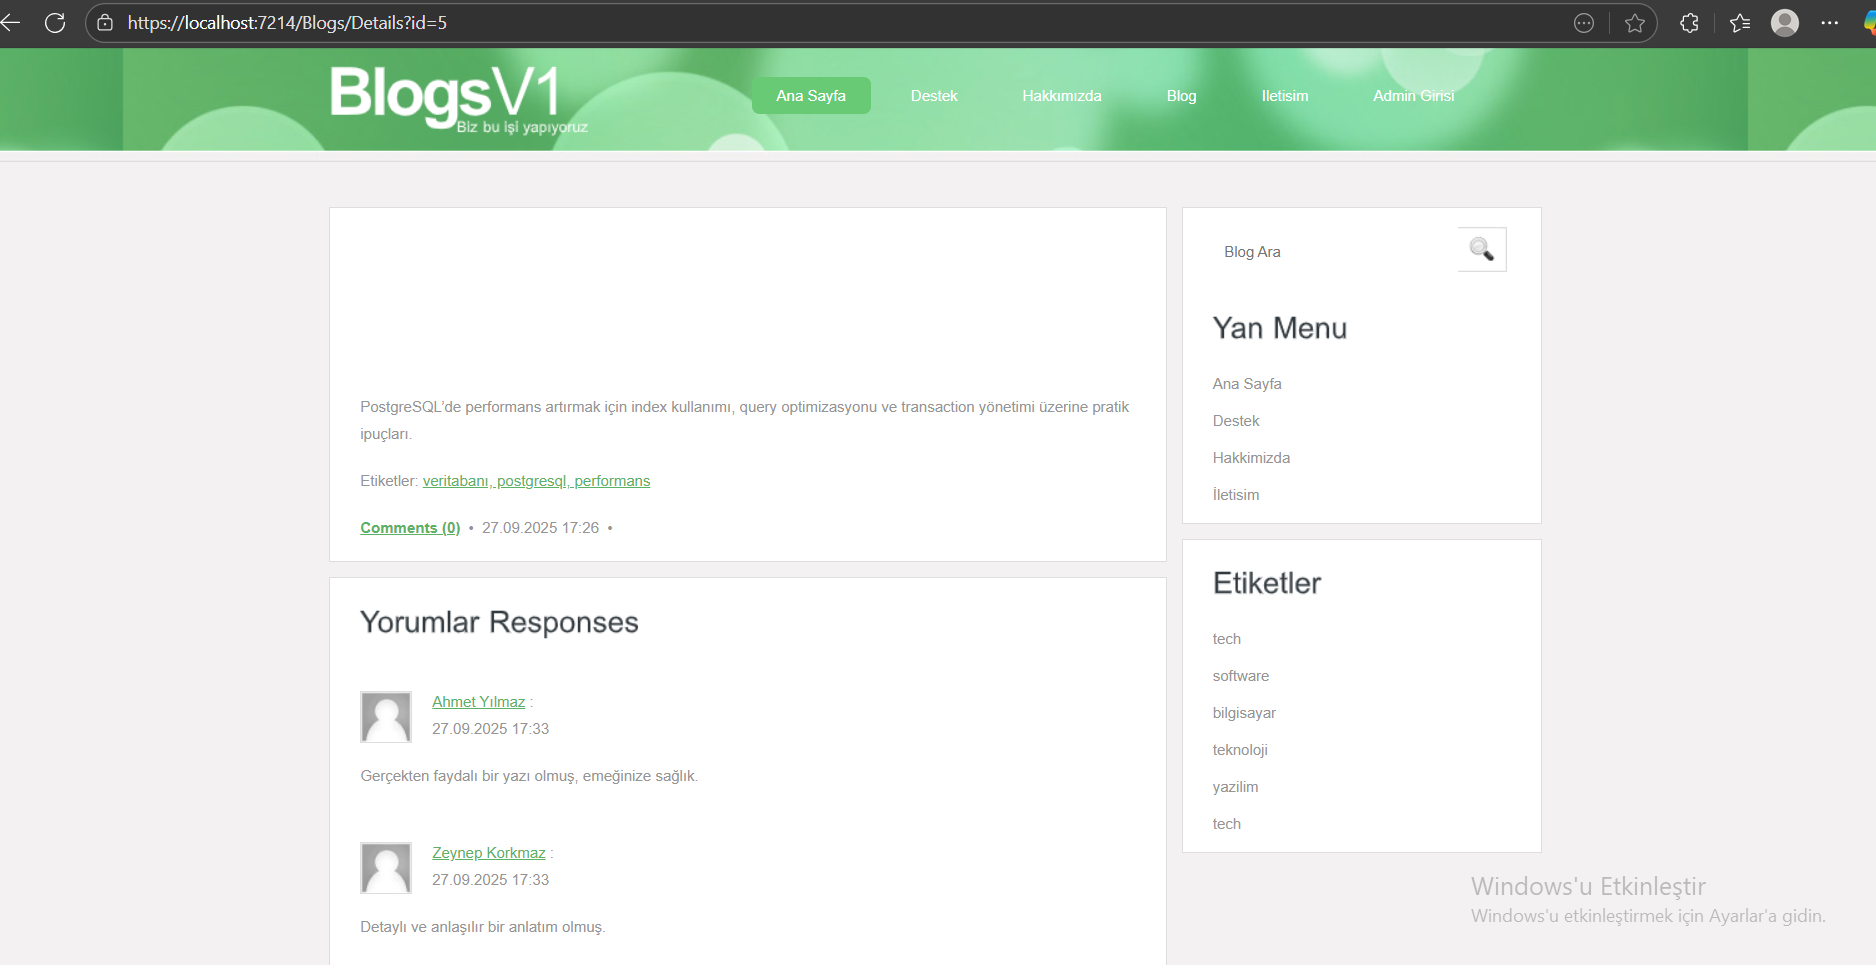 https://localhost:7214/Blogs/Details?id=5
BlogsV1
Biz bu işi yapıyoruz
Ana Sayfa
Destek
Hakkımızda
Blog
Iletisim
Admin Girisi
PostgreSQL’de performans artırmak için index kullanımı, query optimizasyonu ve transaction yönetimi üzerine pratik
ipuçları.
Etiketler: veritabanı, postgresql, performans
Comments (0) • 27.09.2025 17:26 •
Yorumlar Responses
Ahmet Yılmaz :
27.09.2025 17:33
Gerçekten faydalı bir yazı olmuş, emeğinize sağlık.
Zeynep Korkmaz :
27.09.2025 17:33
Detaylı ve anlaşılır bir anlatım olmuş.
Blog Ara
Yan Menu
Ana Sayfa
Destek
Hakkimizda
İletisim
Etiketler
tech
software
bilgisayar
teknoloji
yazilim
tech
Windows'u Etkinleştir
Windows'u etkinleştirmek için Ayarlar'a gidin.